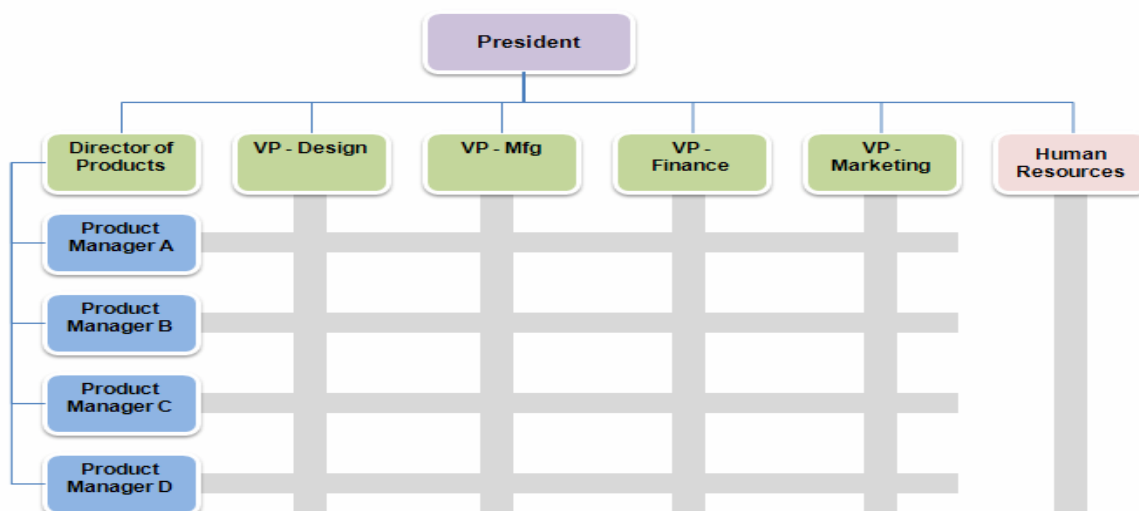 President
Director of
Products
VP - Design
VP - Mfg
VP -
Finance
VP -
Marketing
Human
Resources
Product
Manager A
Product
Manager B
Product
Manager C
Product
Manager D